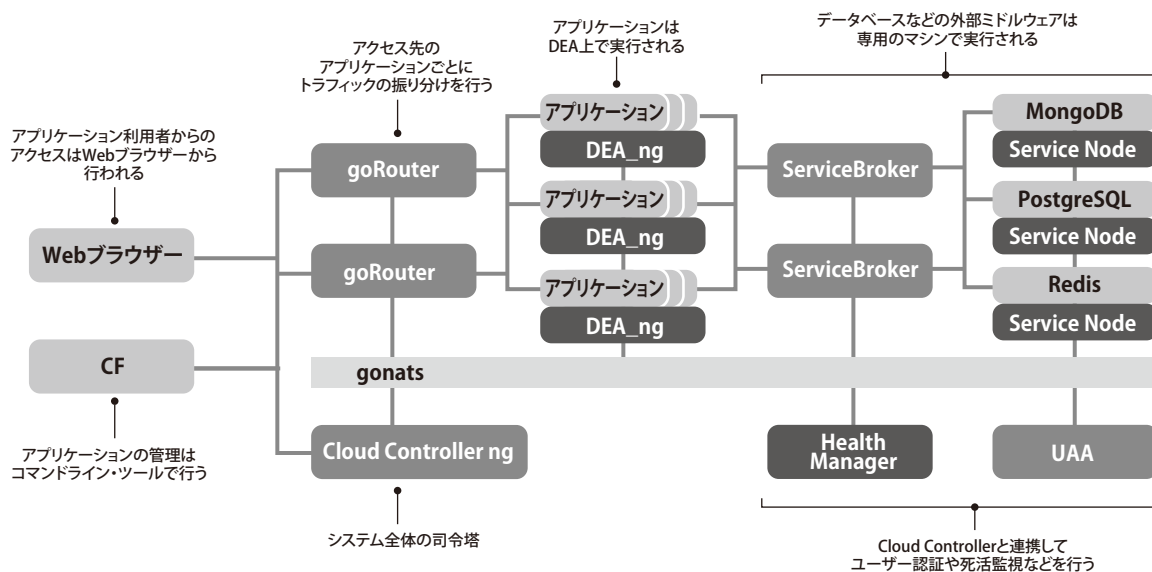 データベースなどの外部ミドルウェアは
専用のマシンで実行される
アプリケーションは
DEA上で実行される
アクセス先の
アプリケーションごとに
トラフィックの振り分けを行う
アプリケーション利用者からの
アクセスはWebブラウザーから
行われる
アプリケーション
DEA_ng
アプリケーション
DEA_ng
アプリケーション
DEA_ng
MongoDB
Service Node
PostgreSQL
Service Node
Redis
Service Node
goRouter
goRouter
ServiceBroker
ServiceBroker
Webブラウザー
CF
gonats
アプリケーションの管理は
コマンドライン・ツールで行う
Cloud Controller ng
Health
Manager
UAA
システム全体の司令塔
Cloud Controllerと連携して
ユーザー認証や死活監視などを行う